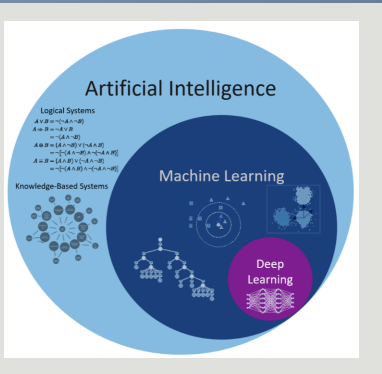 Artificial Intelligence
Logical Systems
A ∨ B = ¬(¬A ∧ ¬B)
A ⇒ B = ¬A ∨ B
= ¬(A ∧ ¬B)
A ⊕ B = (A ∧ ¬B) ∨ (¬A ∧ B)
= ¬[¬(A ∧ ¬B) ∧ ¬(¬A ∧ B)]
A ≡ B = (A ∧ B) ∨ (¬A ∧ ¬B)
= ¬[¬(A ∧ B) ∧ ¬(¬A ∧ ¬B)]
Knowledge-Based Systems
Machine Learning
Deep
Learning